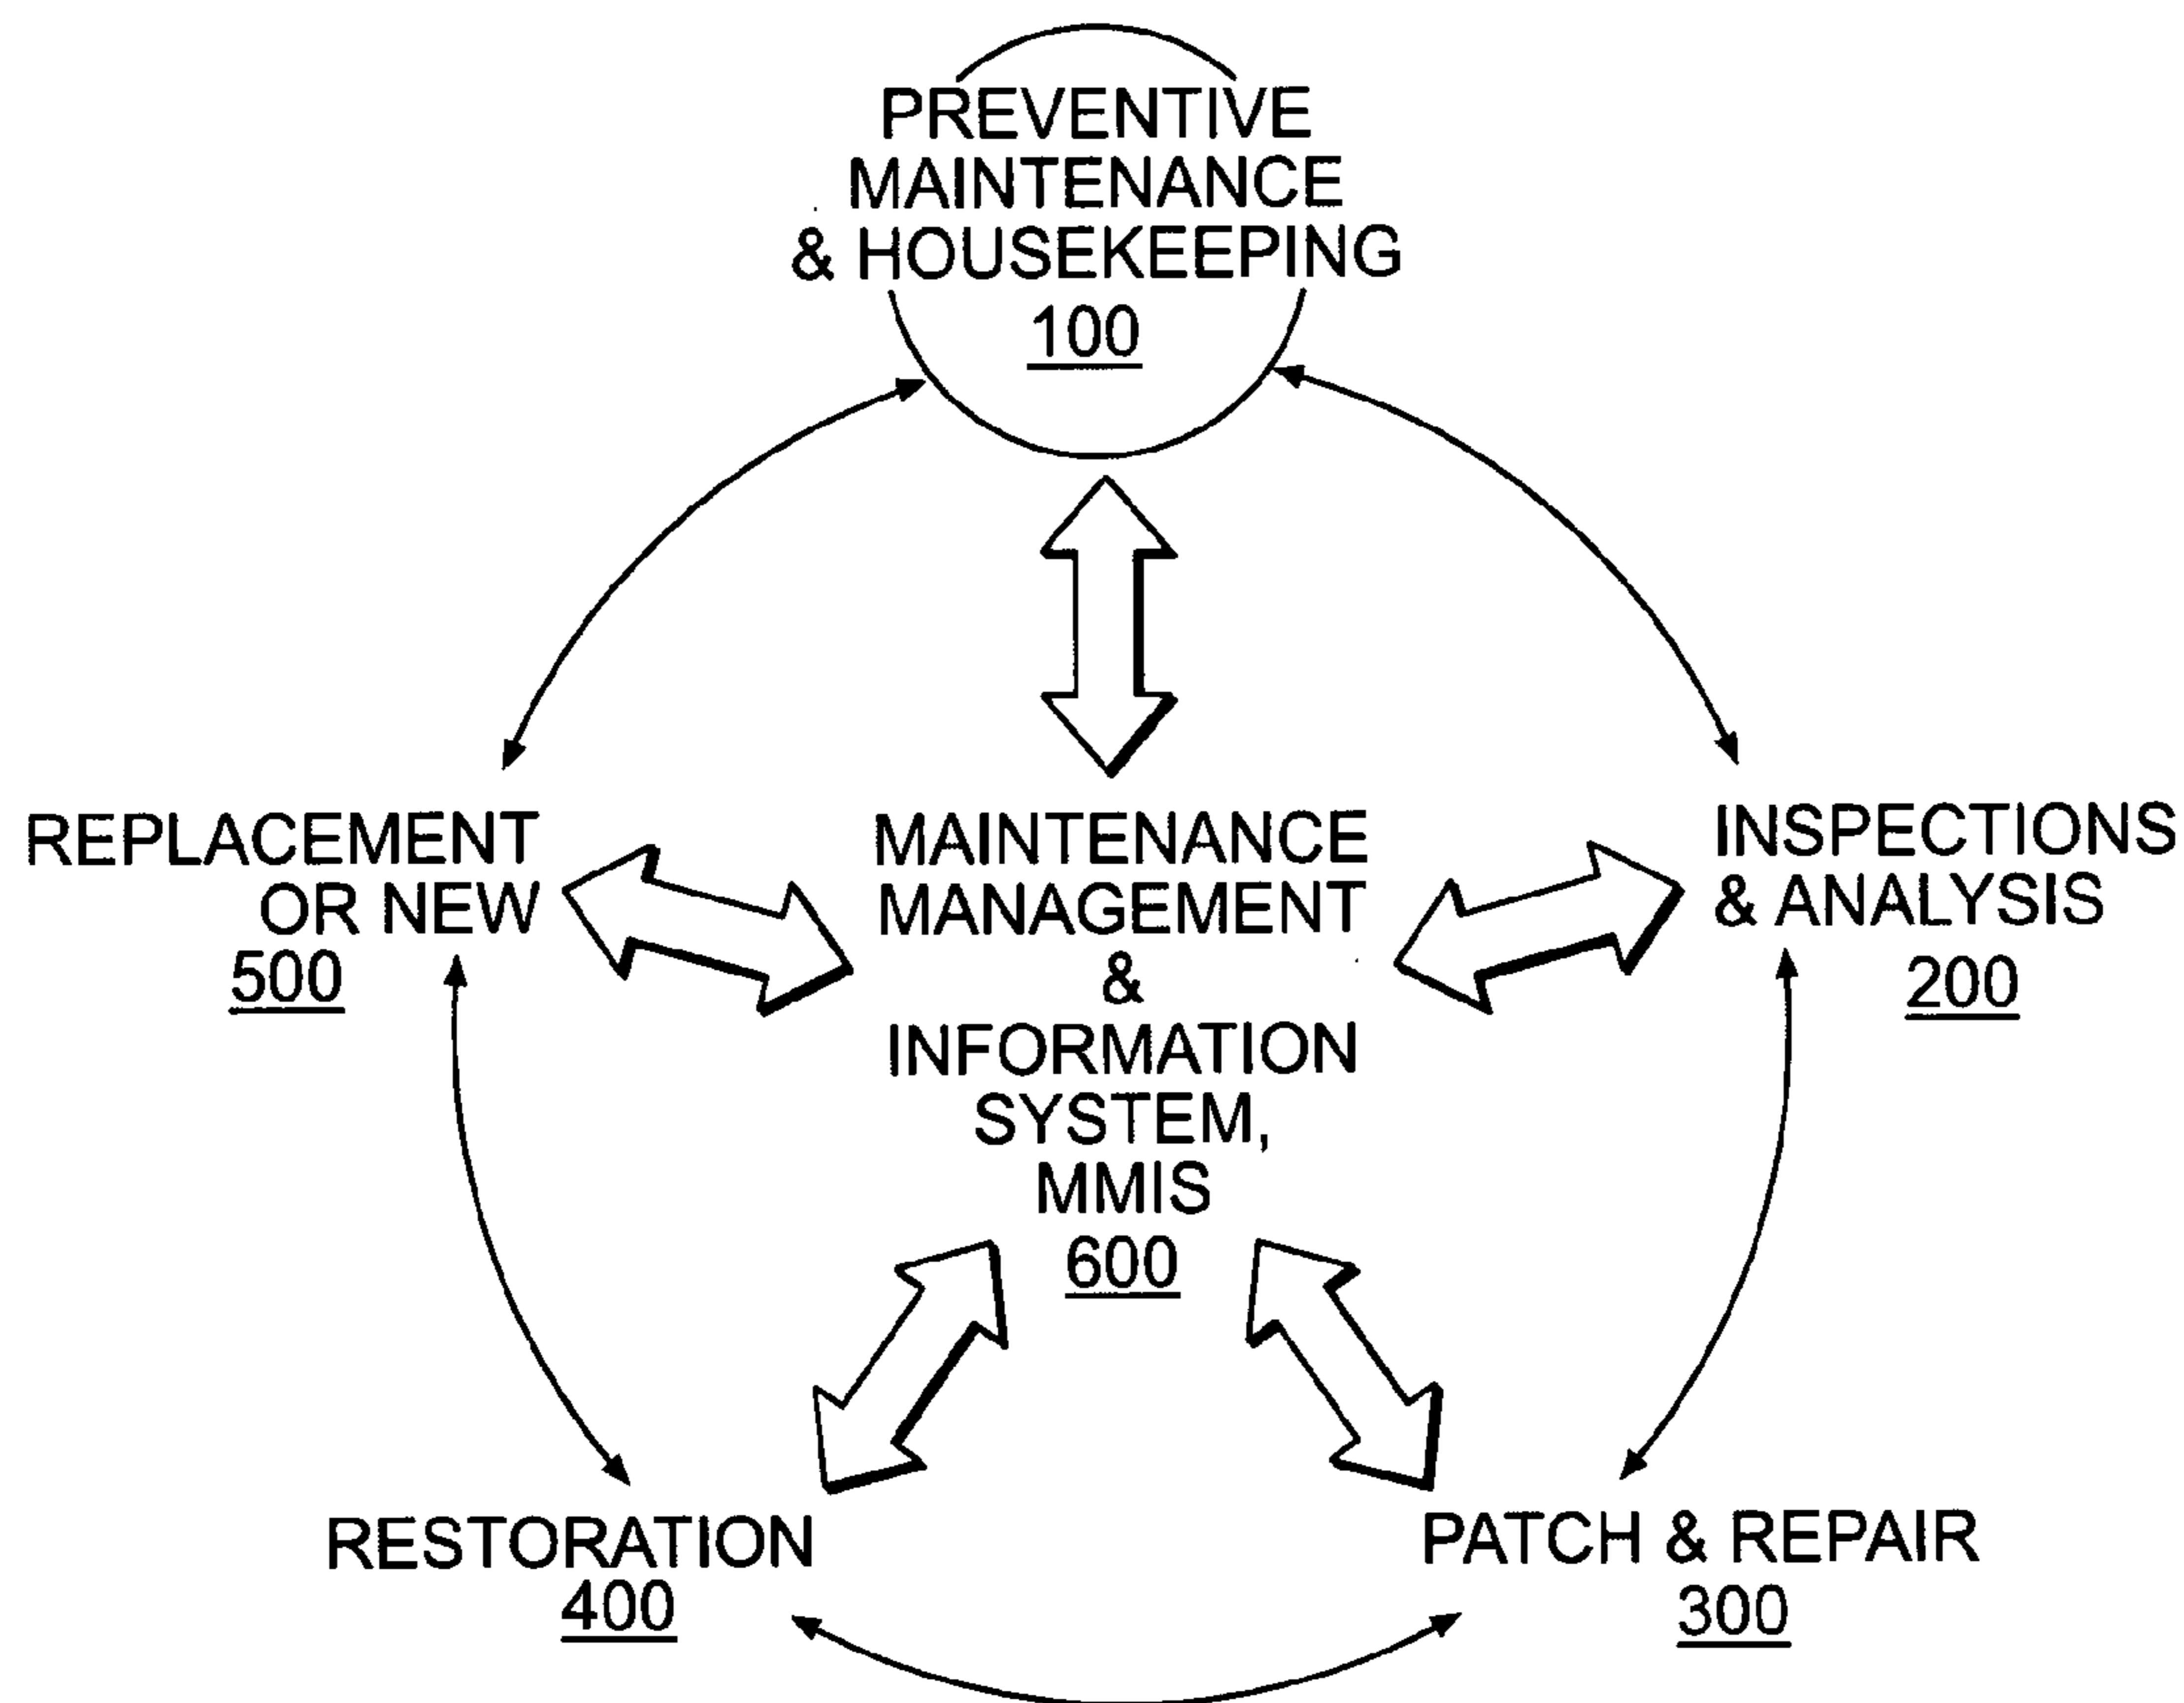 PREVENTIVE
MAINTENANCE
& HOUSEKEEPING
100
REPLACEMENT
OR NEW
500
MAINTENANCE
MANAGEMENT
&
INFORMATION
SYSTEM,
MMIS
600
INSPECTIONS
& ANALYSIS
200
RESTORATION
400
PATCH & REPAIR
300